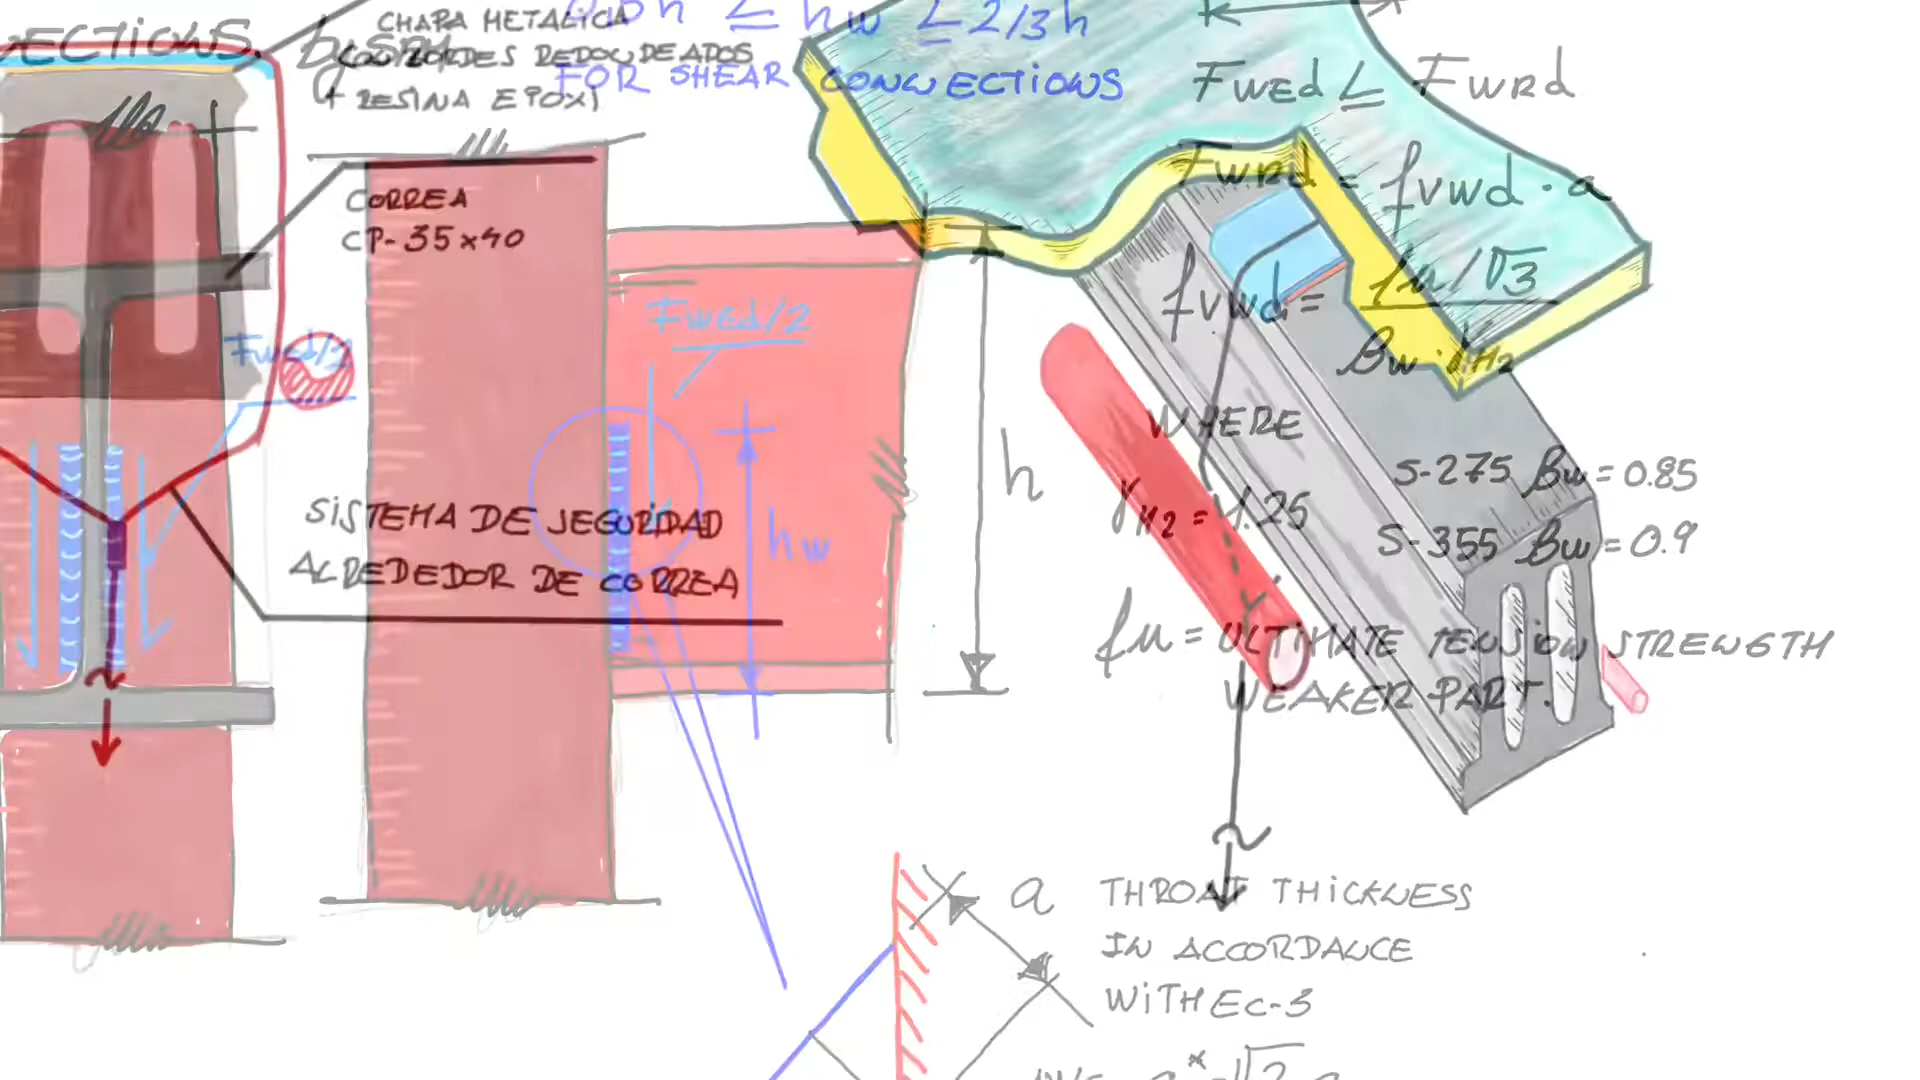 ECTIONS
CHAPA METALICA
CON BORDES REDONDEADOS
RESINA EPOXI
h ≤ hw ≤ 2/3h
FOR SHEAR CONNECTIONS
CORREA
CP-35x40
FwEd/2
FwEd/2
hw
h
SISTEMA DE SEGURIDAD
ALREDEDOR DE CORREA
FwEd ≤ FwRd
FwRd = fvwd · a
fvwd = fu/√3
βw · γM2
WHERE
S-275 βw = 0.85
γM2 = 1.25
S-355 βw = 0.9
fu = ULTIMATE TENSION STRENGTH
WEAKER PART.
a THROAT THICKNESS
IN ACCORDANCE
WITH EC-3